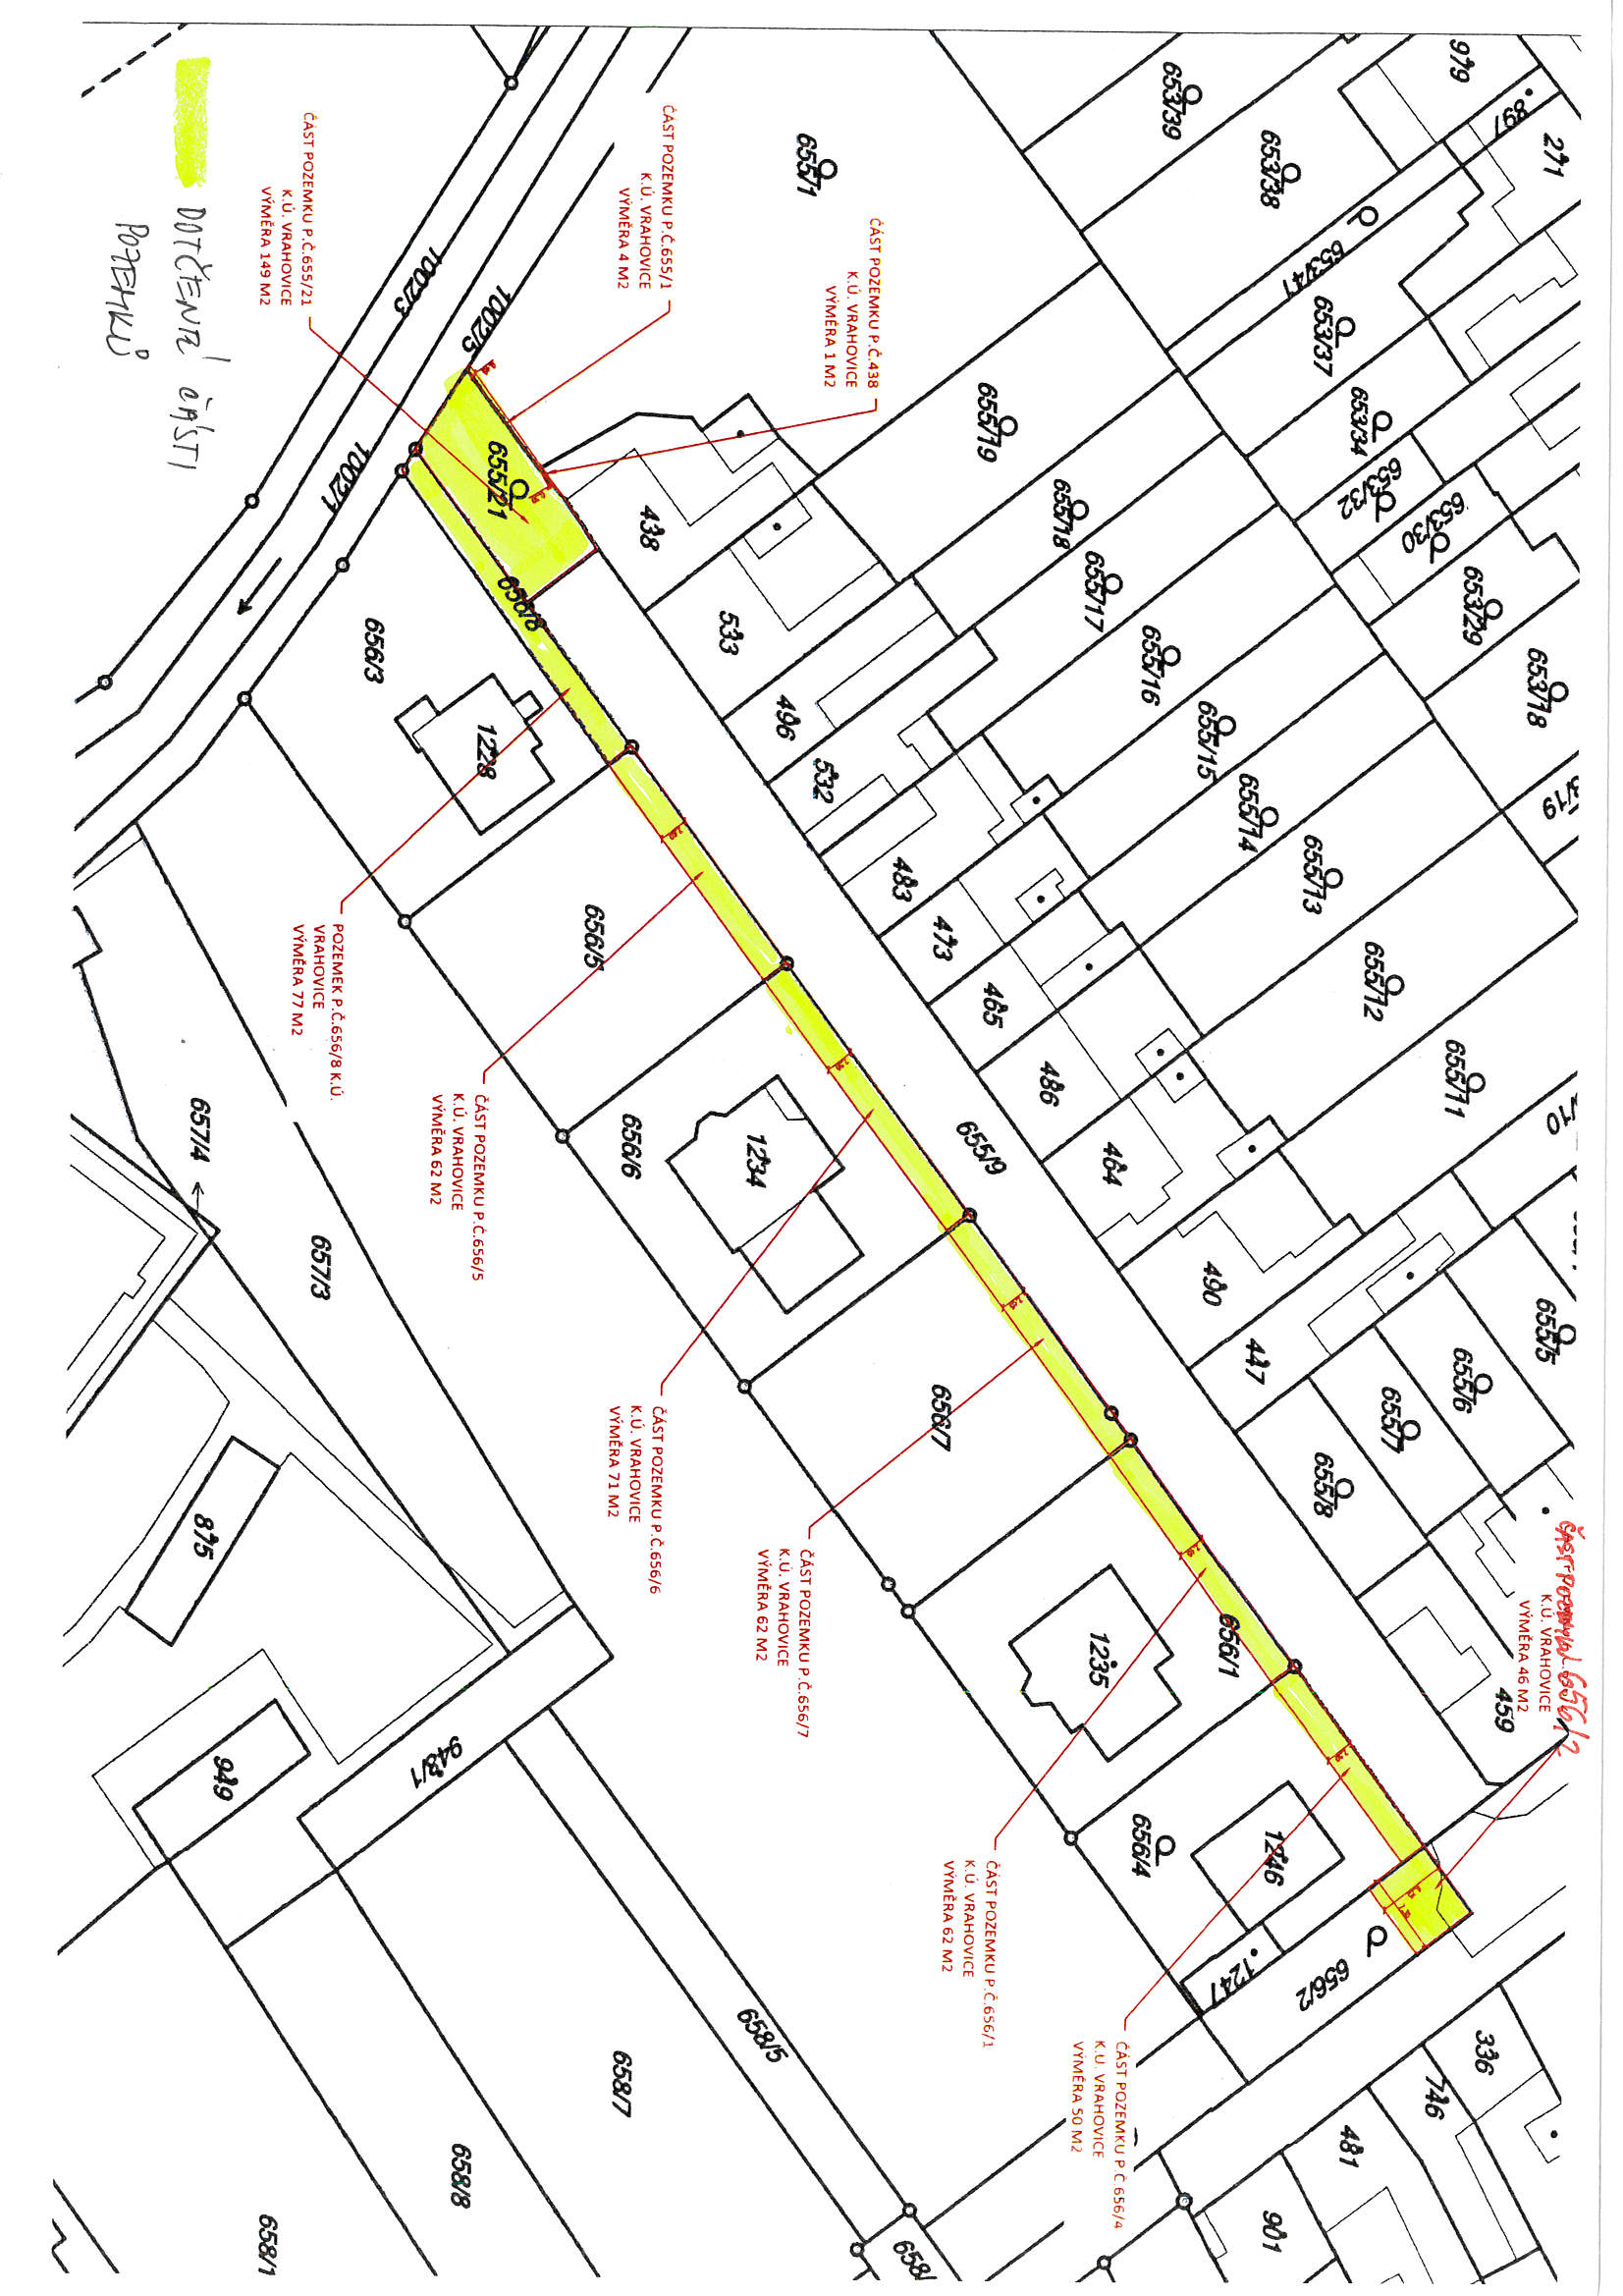 DOTČENÉ ČÁSTI
POZEMKŮ
ČÁST POZEMKU P.Č.655/21
K.Ú. VRAHOVICE
VÝMĚRA 149 M2
ČÁST POZEMKU P.Č.655/1
K.Ú. VRAHOVICE
VÝMĚRA 4 M2
ČÁST POZEMKU P.Č.438
K.Ú. VRAHOVICE
VÝMĚRA 1 M2
POZEMEK P.Č.656/8 K.Ú.
VRAHOVICE
VÝMĚRA 77 M2
ČÁST POZEMKU P.Č.656/5
K.Ú. VRAHOVICE
VÝMĚRA 62 M2
ČÁST POZEMKU P.Č.656/6
K.Ú. VRAHOVICE
VÝMĚRA 71 M2
ČÁST POZEMKU P.Č.656/7
K.Ú. VRAHOVICE
VÝMĚRA 62 M2
ČÁST POZEMKU P.Č.656/1
K.Ú. VRAHOVICE
VÝMĚRA 62 M2
ČÁST POZEMKU P.Č.656/4
K.Ú. VRAHOVICE
VÝMĚRA 50 M2
656/2
K.Ú. VRAHOVICE
VÝMĚRA 46 M2
979
897
271
653/39
653/38
653/41
653/37
653/34
653/32
653/30
653/29
653/18
655/1
655/19
655/18
655/17
655/16
655/15
655/14
655/13
655/12
655/11
655/5
655/6
655/7
655/8
1002/3
1002/5
1002/1
655/21
438
533
496
532
483
473
465
486
464
490
447
459
655/9
656/8
656/3
1228
656/5
656/6
1234
656/7
1235
656/1
656/4
1246
1247
656/2
657/4
657/3
875
949
948/1
658/5
658/7
658/8
658/1
658/
336
746
481
901